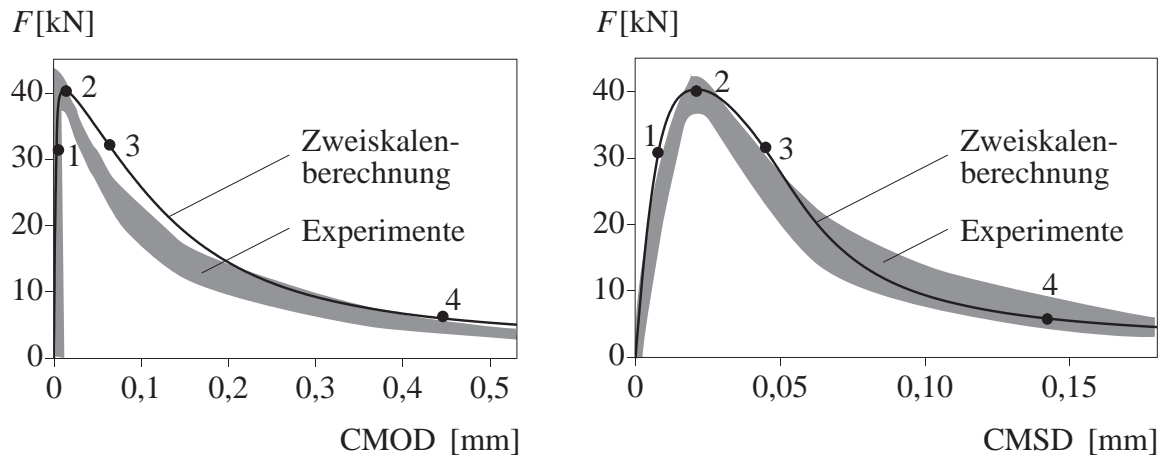 F[kN]
40
30
20
10
0
1
2
3
4
Zweiskalen-
berechnung
Experimente
0 0,1 0,2 0,3 0,4 0,5
CMOD [mm]
F[kN]
40
30
20
10
0
1
2
3
4
Zweiskalen-
berechnung
Experimente
0 0,05 0,10 0,15
CMSD [mm]